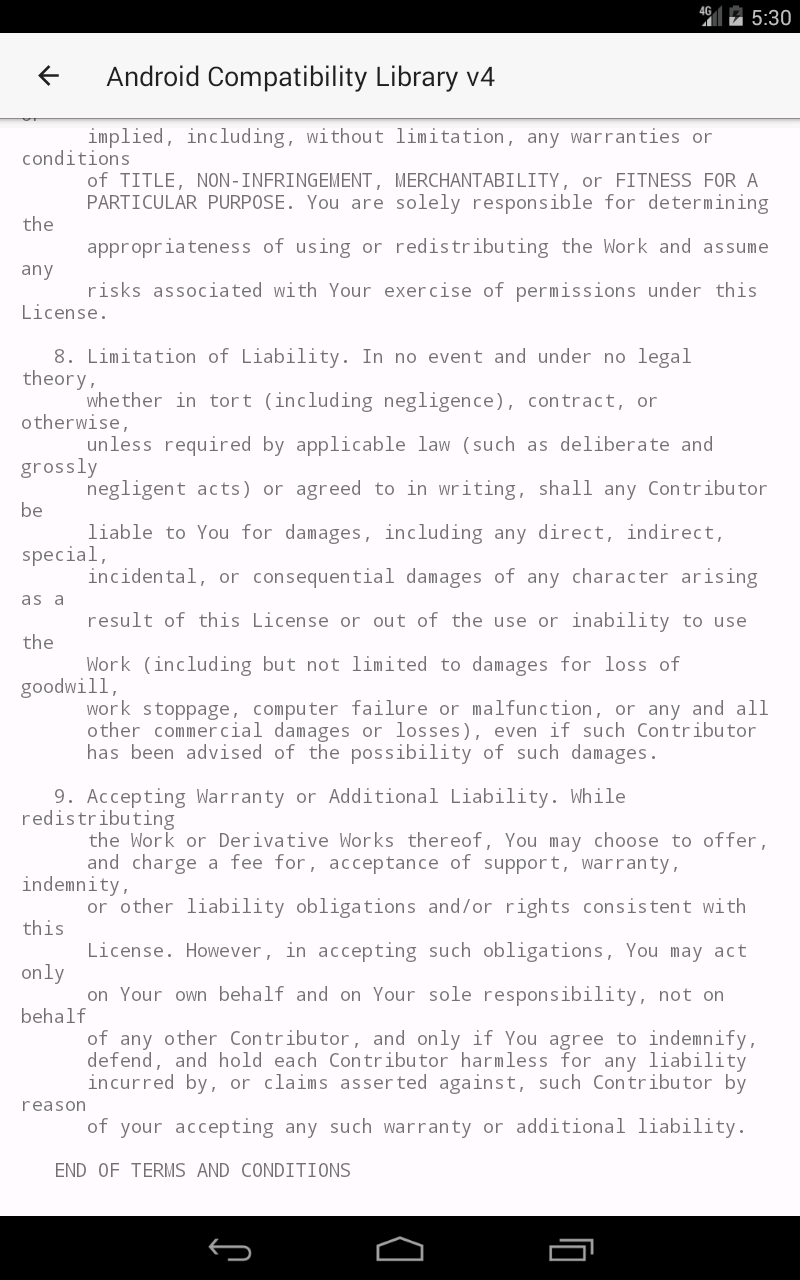 4G 5:30
Android Compatibility Library v4
implied, including, without limitation, any warranties or
conditions
of TITLE, NON-INFRINGEMENT, MERCHANTABILITY, or FITNESS FOR A
PARTICULAR PURPOSE. You are solely responsible for determining
the
appropriateness of using or redistributing the Work and assume
any
risks associated with Your exercise of permissions under this
License.
8. Limitation of Liability. In no event and under no legal
theory,
whether in tort (including negligence), contract, or
otherwise,
unless required by applicable law (such as deliberate and
grossly
negligent acts) or agreed to in writing, shall any Contributor
be
liable to You for damages, including any direct, indirect,
special,
incidental, or consequential damages of any character arising
as a
result of this License or out of the use or inability to use
the
Work (including but not limited to damages for loss of
goodwill,
work stoppage, computer failure or malfunction, or any and all
other commercial damages or losses), even if such Contributor
has been advised of the possibility of such damages.
9. Accepting Warranty or Additional Liability. While
redistributing
the Work or Derivative Works thereof, You may choose to offer,
and charge a fee for, acceptance of support, warranty,
indemnity,
or other liability obligations and/or rights consistent with
this
License. However, in accepting such obligations, You may act
only
on Your own behalf and on Your sole responsibility, not on
behalf
of any other Contributor, and only if You agree to indemnify,
defend, and hold each Contributor harmless for any liability
incurred by, or claims asserted against, such Contributor by
reason
of your accepting any such warranty or additional liability.
END OF TERMS AND CONDITIONS